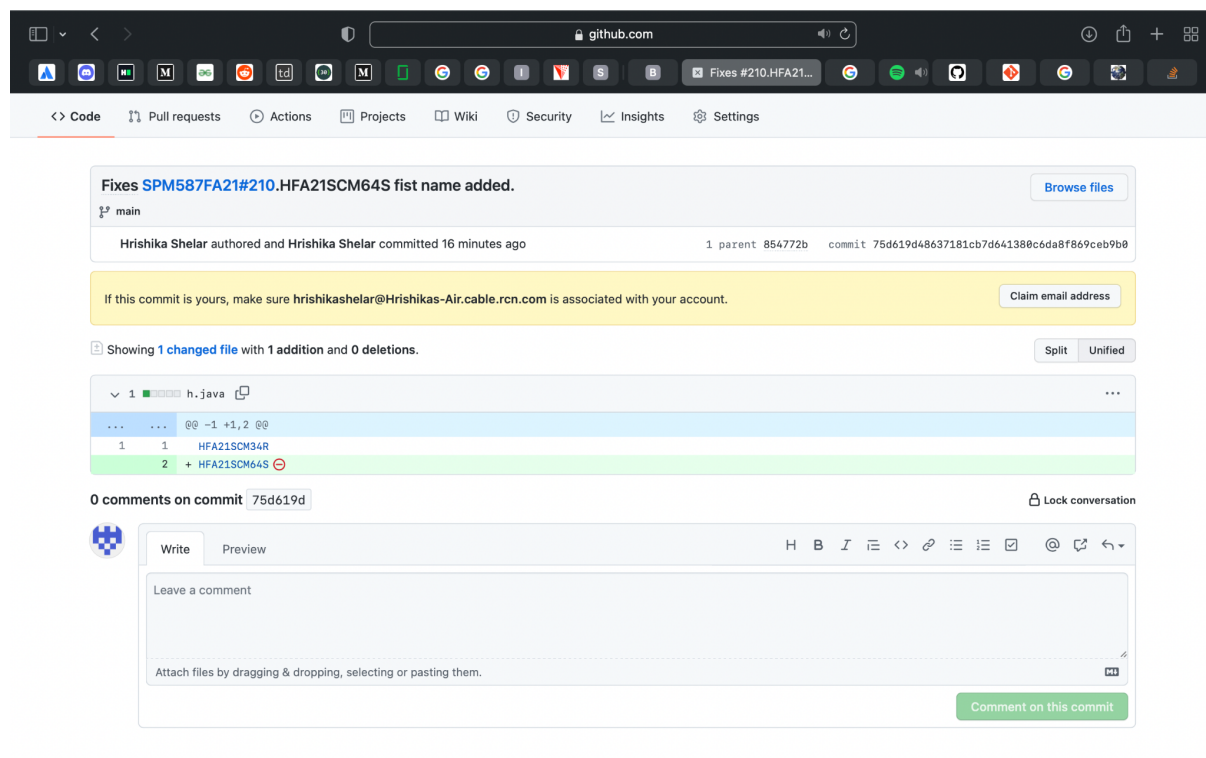 github.com
M
td
M
I
S
B
Fixes #210.HFA21...
<> Code Pull requests Actions Projects Wiki Security Insights Settings
Fixes SPM587FA21#210.HFA21SCM64S fist name added.
Browse files
main
Hrishika Shelar authored and Hrishika Shelar committed 16 minutes ago 1 parent 854772b commit 75d619d48637181cb7d641380c6da8f869ceb9b0
If this commit is yours, make sure hrishikashelar@Hrishikas-Air.cable.rcn.com is associated with your account.
Claim email address
Showing 1 changed file with 1 addition and 0 deletions.
Split Unified
1 h.java ...
... ... @@ -1 +1,2 @@
1 1 HFA21SCM34R
2 + HFA21SCM64S
0 comments on commit 75d619d
Lock conversation
Write Preview H B I <> @
Leave a comment
Attach files by dragging & dropping, selecting or pasting them.
Comment on this commit